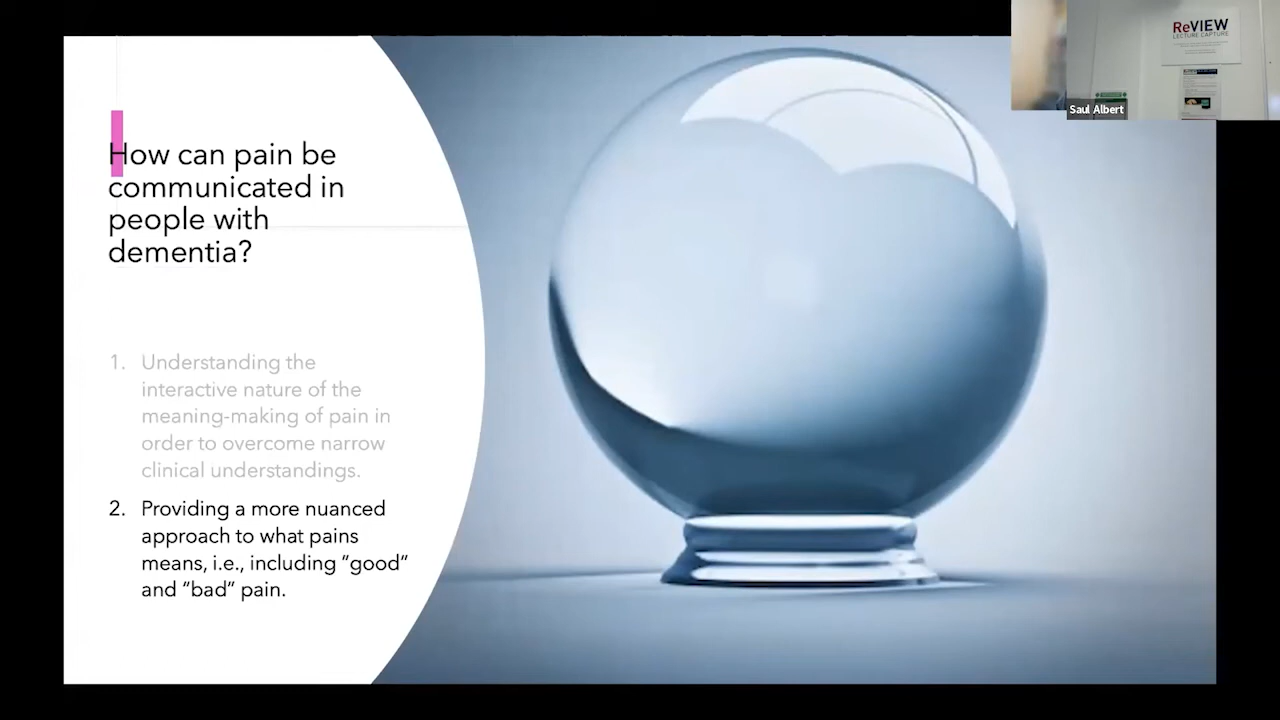 How can pain be
communicated in
people with
dementia?
1. Understanding the
interactive nature of the
meaning-making of pain in
order to overcome narrow
clinical understandings.
2. Providing a more nuanced
approach to what pains
means, i.e., including “good”
and “bad” pain.
ReVIEW
LECTURE CAPTURE
Saul Albert